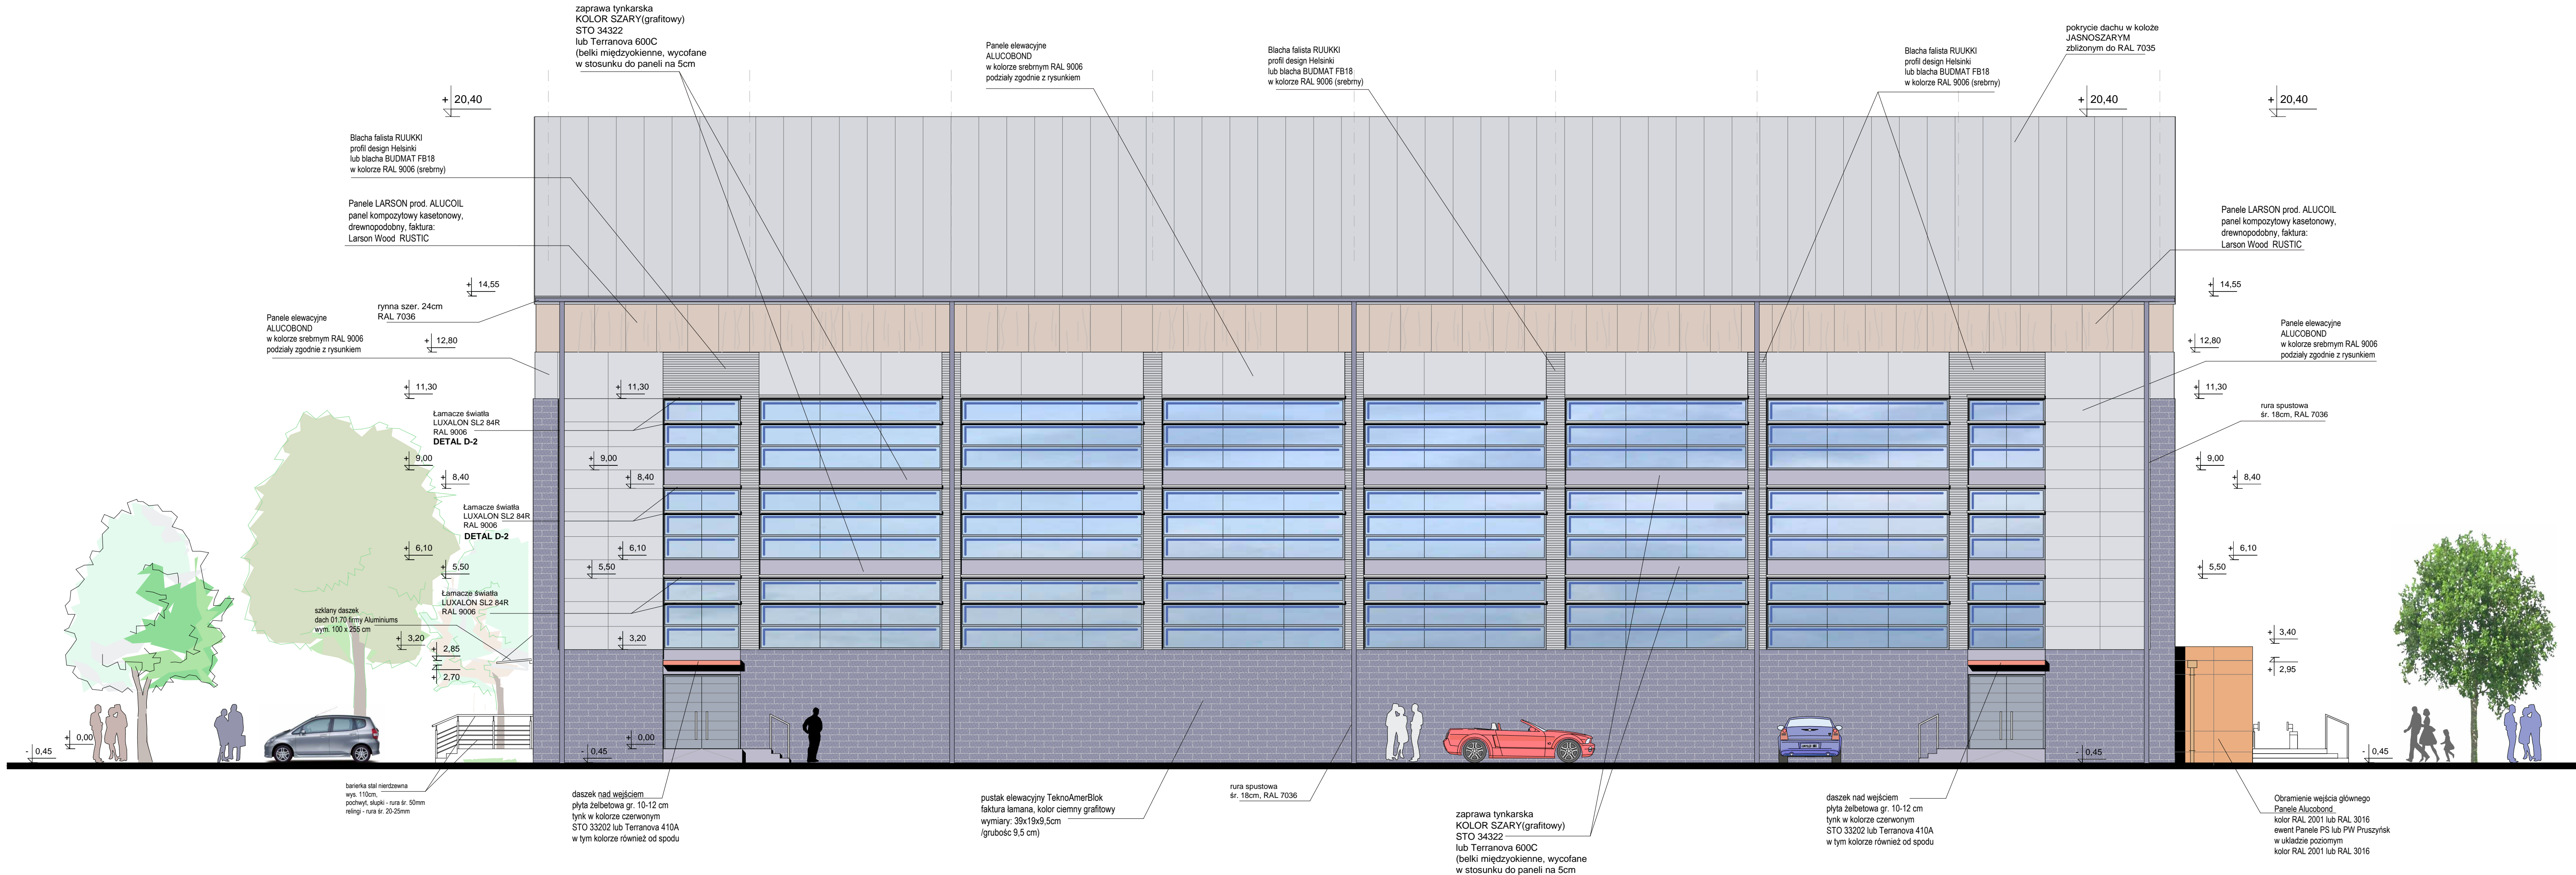 zaprawa tynkarska
KOLOR SZARY(grafitowy)
STO 34322
lub Terranova 600C
(belki międzyokienne, wycofane
w stosunku do paneli na 5cm
Panele elewacyjne
ALUCOBOND
w kolorze srebrnym RAL 9006
podziały zgodnie z rysunkiem
Blacha falista RUUKKI
profil design Helsinki
lub blacha BUDMAT FB18
w kolorze RAL 9006 (srebrny)
Blacha falista RUUKKI
profil design Helsinki
lub blacha BUDMAT FB18
w kolorze RAL 9006 (srebrny)
pokrycie dachu w koloże
JASNOSZARYM
zbliżonym do RAL 7035
+ 20,40
+ 20,40
+ 20,40
Blacha falista RUUKKI
profil design Helsinki
lub blacha BUDMAT FB18
w kolorze RAL 9006 (srebrny)
Panele LARSON prod. ALUCOIL
panel kompozytowy kasetonowy,
drewnopodobny, faktura:
Larson Wood RUSTIC
Panele LARSON prod. ALUCOIL
panel kompozytowy kasetonowy,
drewnopodobny, faktura:
Larson Wood RUSTIC
+ 14,55
+ 14,55
rynna szer. 24cm
RAL 7036
Panele elewacyjne
ALUCOBOND
w kolorze srebrnym RAL 9006
podziały zgodnie z rysunkiem
+ 12,80
Panele elewacyjne
ALUCOBOND
w kolorze srebrnym RAL 9006
podziały zgodnie z rysunkiem
+ 12,80
+ 11,30
+ 11,30
+ 11,30
Łamacze światła
LUXALON SL2 84R
RAL 9006
DETAL D-2
rura spustowa
śr. 18cm, RAL 7036
+ 9,00
+ 9,00
+ 9,00
+ 8,40
+ 8,40
+ 8,40
Łamacze światła
LUXALON SL2 84R
RAL 9006
DETAL D-2
+ 6,10
+ 6,10
+ 6,10
+ 5,50
+ 5,50
+ 5,50
Łamacze światła
LUXALON SL2 84R
RAL 9006
szklany daszek
dach 01.70 firmy Aluminiums
wym. 100 x 255 cm
+ 3,20
+ 3,20
+ 3,40
+ 2,85
+ 2,70
+ 2,95
+ 0,00
+ 0,00
- 0,45
- 0,45
- 0,45
- 0,45
barierka stal nierdzewna
wys. 110cm,
pochwyt, słupki - rura śr. 50mm
relingi - rura śr. 20-25mm
daszek nad wejściem
płyta żelbetowa gr. 10-12 cm
tynk w kolorze czerwonym
STO 33202 lub Terranova 410A
w tym kolorze również od spodu
pustak elewacyjny TeknoAmerBlok
faktura łamana, kolor ciemny grafitowy
wymiary: 39x19x9,5cm
/grubośc 9,5 cm)
rura spustowa
śr. 18cm, RAL 7036
zaprawa tynkarska
KOLOR SZARY(grafitowy)
STO 34322
lub Terranova 600C
(belki międzyokienne, wycofane
w stosunku do paneli na 5cm
daszek nad wejściem
płyta żelbetowa gr. 10-12 cm
tynk w kolorze czerwonym
STO 33202 lub Terranova 410A
w tym kolorze również od spodu
Obramienie wejścia głównego
Panele Alucobond
kolor RAL 2001 lub RAL 3016
ewent Panele PS lub PW Pruszyńsk
w układzie poziomym
kolor RAL 2001 lub RAL 3016